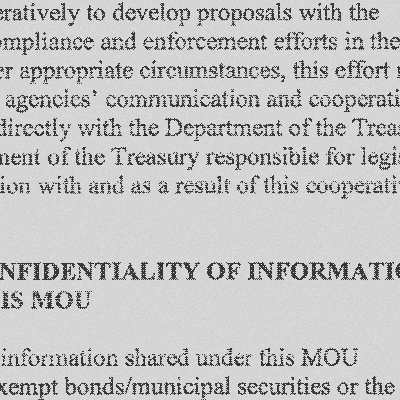 eratively to develop proposals with the
ompliance and enforcement efforts in the
er appropriate circumstances, this effort
agencies' communication and cooperati
directly with the Department of the Treas
ment of the Treasury responsible for legis
ion with and as a result of this cooperati
NFIDENTIALITY OF INFORMATIO
IS MOU
information shared under this MOU
xempt bonds/municipal securities or the